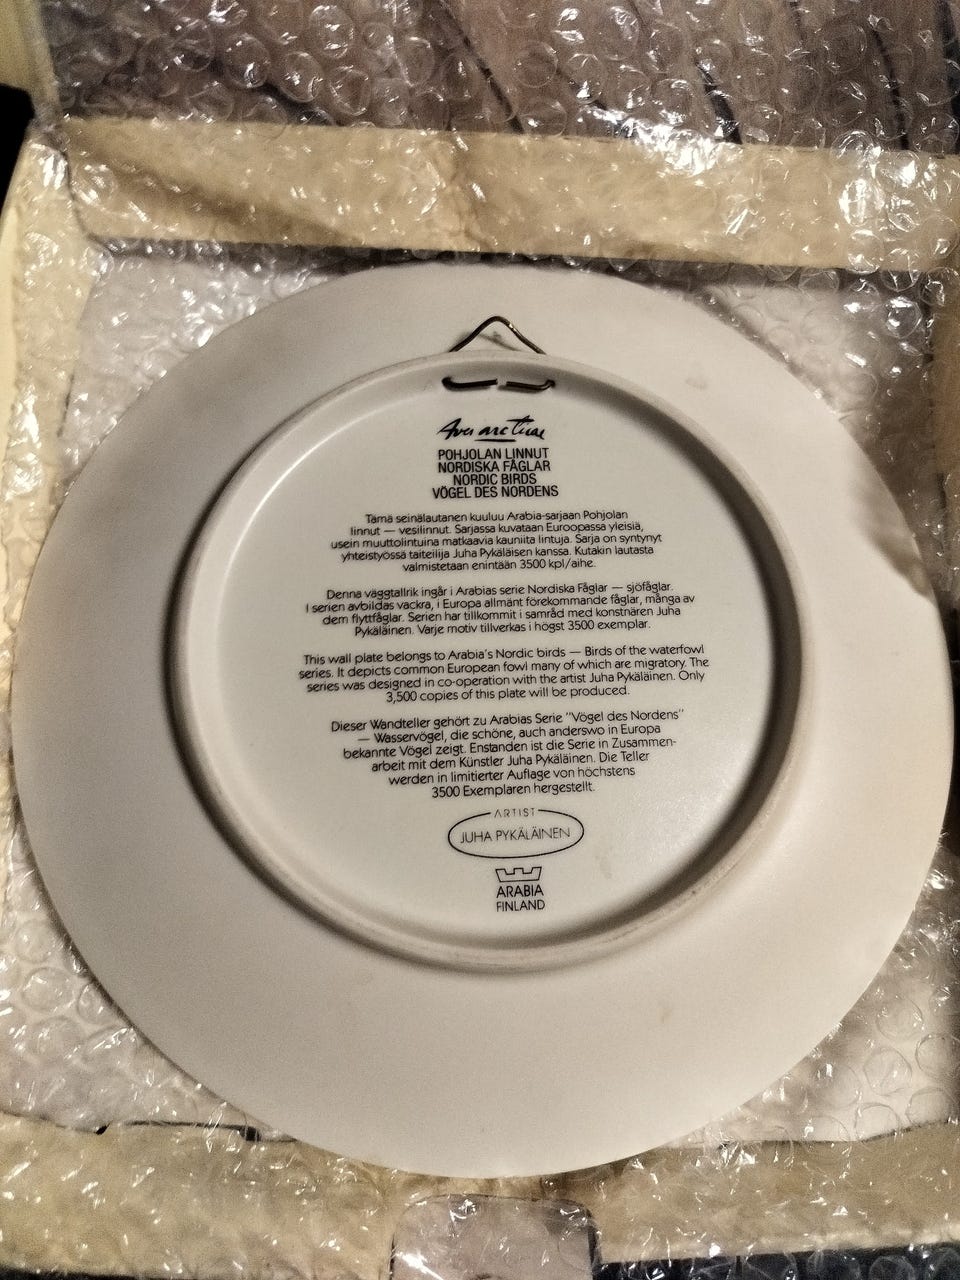 Aves arcticae
POHJOLAN LINNUT
NORDISKA FÅGLAR
NORDIC BIRDS
VÖGEL DES NORDENS
Tämä seinälautanen kuuluu Arabia-sarjaan Pohjolan
linnut — vesilinnut. Sarjassa kuvataan Euroopassa yleisiä,
usein muuttolintuina matkaavia kauniita lintuja. Sarja on syntynyt
yhteistyössä taiteilija Juha Pykäläisen kanssa. Kutakin lautasta
valmistetaan enintään 3500 kpl/aihe.
Denna väggtallrik ingår i Arabias serie Nordiska Fåglar — sjöfåglar.
I serien avbildas vackra, i Europa allmänt förekommande fåglar, många av
dem flyttfåglar. Serien har tillkommit i samråd med konstnären Juha
Pykäläinen. Varje motiv tillverkas i högst 3500 exemplar.
This wall plate belongs to Arabia's Nordic birds — Birds of the waterfowl
series. It depicts common European fowl many of which are migratory. The
series was designed in co-operation with the artist Juha Pykäläinen. Only
3,500 copies of this plate will be produced.
Dieser Wandteller gehört zu Arabias Serie "Vögel des Nordens"
— Wasservögel, die schöne, auch anderswo in Europa
bekannte Vögel zeigt. Enstanden ist die Serie in Zusammen-
arbeit mit dem Künstler Juha Pykäläinen. Die Teller
werden in limitierter Auflage von höchstens
3500 Exemplaren hergestellt.
ARTIST
JUHA PYKÄLÄINEN
ARABIA
FINLAND